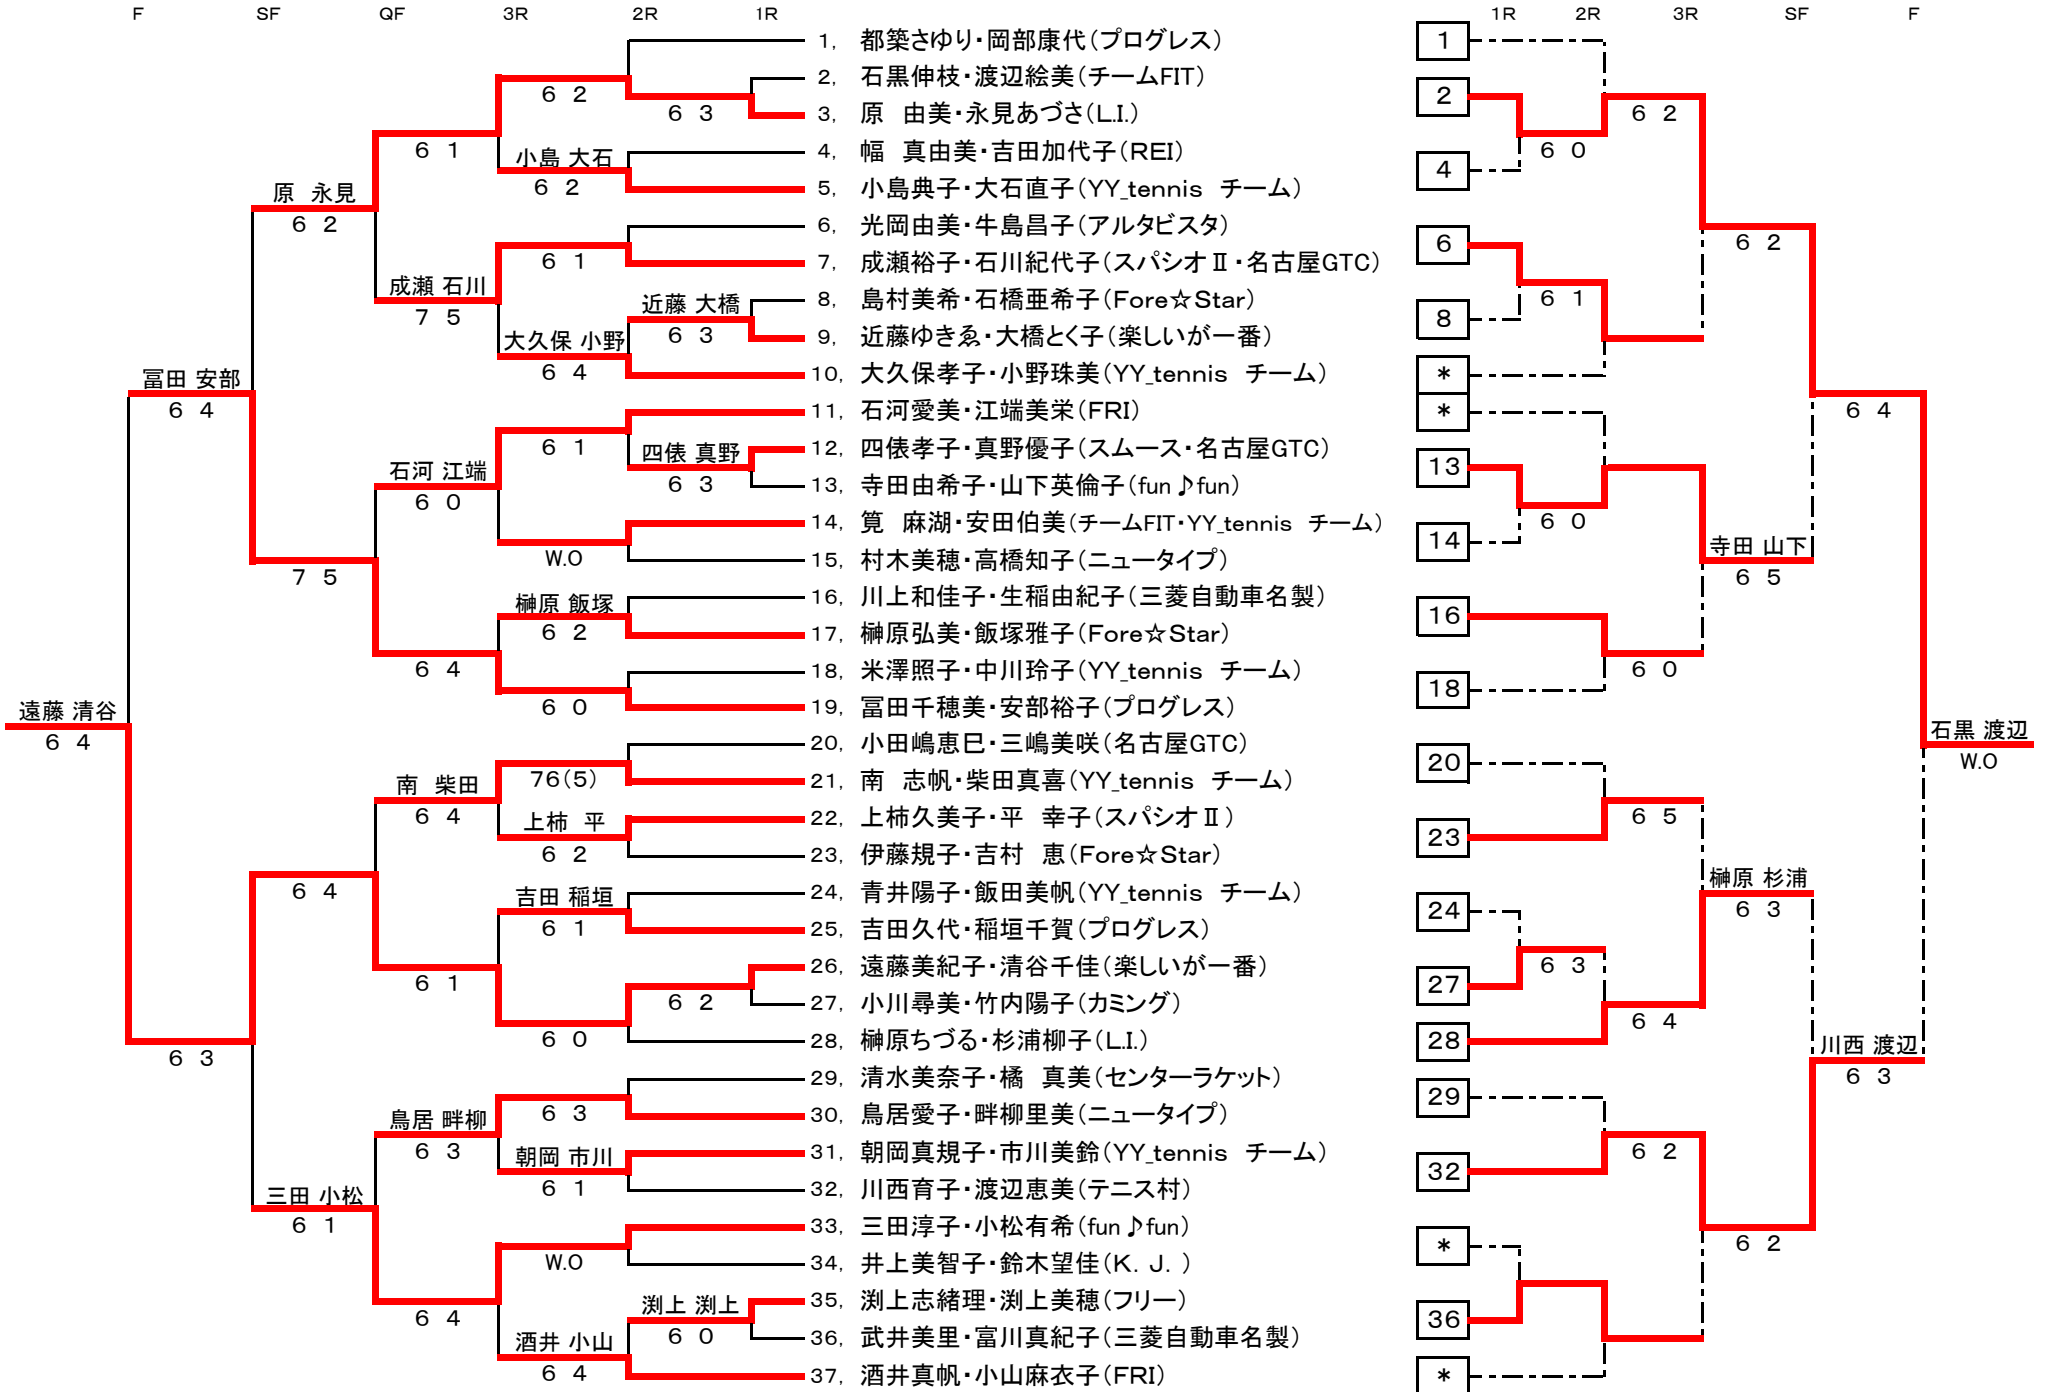 F SF QF 3R 2R 1R
1R 2R 3R SF F
1, 都築さゆり・岡部康代(プログレス)
2, 石黒伸枝・渡辺絵美(チームFIT)
3, 原　由美・永見あづさ(L.I.)
4, 幅　真由美・吉田加代子(REI)
5, 小島典子・大石直子(YY_tennis　チーム)
6, 光岡由美・牛島昌子(アルタビスタ)
7, 成瀬裕子・石川紀代子(スパシオⅡ・名古屋GTC)
8, 島村美希・石橋亜希子(Fore☆Star)
9, 近藤ゆきゑ・大橋とく子(楽しいが一番)
10, 大久保孝子・小野珠美(YY_tennis　チーム)
11, 石河愛美・江端美栄(FRI)
12, 四俵孝子・真野優子(スムース・名古屋GTC)
13, 寺田由希子・山下英倫子(fun♪fun)
14, 筧　麻湖・安田伯美(チームFIT・YY_tennis　チーム)
15, 村木美穂・高橋知子(ニュータイプ)
16, 川上和佳子・生稲由紀子(三菱自動車名製)
17, 榊原弘美・飯塚雅子(Fore☆Star)
18, 米澤照子・中川玲子(YY_tennis　チーム)
19, 冨田千穂美・安部裕子(プログレス)
20, 小田嶋恵巳・三嶋美咲(名古屋GTC)
21, 南　志帆・柴田真喜(YY_tennis　チーム)
22, 上柿久美子・平　幸子(スパシオⅡ)
23, 伊藤規子・吉村　恵(Fore☆Star)
24, 青井陽子・飯田美帆(YY_tennis　チーム)
25, 吉田久代・稲垣千賀(プログレス)
26, 遠藤美紀子・清谷千佳(楽しいが一番)
27, 小川尋美・竹内陽子(カミング)
28, 榊原ちづる・杉浦柳子(L.I.)
29, 清水美奈子・橘　真美(センターラケット)
30, 鳥居愛子・畔柳里美(ニュータイプ)
31, 朝岡真規子・市川美鈴(YY_tennis　チーム)
32, 川西育子・渡辺恵美(テニス村)
33, 三田淳子・小松有希(fun♪fun)
34, 井上美智子・鈴木望佳(K. J. )
35, 渕上志緒理・渕上美穂(フリー)
36, 武井美里・富川真紀子(三菱自動車名製)
37, 酒井真帆・小山麻衣子(FRI)
6 3
近藤 大橋
6 3
四俵 真野
6 3
6 2
渕上 渕上
6 0
6 2
小島 大石
6 2
6 1
大久保 小野
6 4
6 1
W.O
榊原 飯塚
6 2
6 0
76(5)
上柿　平
6 2
吉田 稲垣
6 1
6 0
6 3
朝岡 市川
6 1
W.O
酒井 小山
6 4
6 1
成瀬 石川
7 5
石河 江端
6 0
6 4
南　柴田
6 4
6 1
鳥居 畔柳
6 3
6 4
原　永見
6 2
7 5
6 4
三田 小松
6 1
冨田 安部
6 4
6 3
遠藤 清谷
6 4
1
2
4
6
8
*
*
13
14
16
18
20
23
24
27
28
29
32
*
36
*
6 0
6 1
6 0
6 3
6 2
6 0
6 5
6 4
6 2
6 2
寺田 山下
6 5
榊原 杉浦
6 3
6 2
6 4
川西 渡辺
6 3
石黒 渡辺
W.O